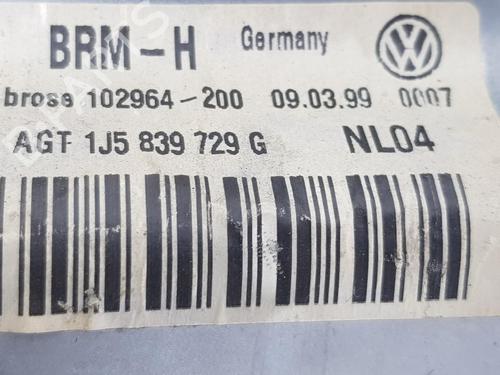 BRM-H Germany
brose 102964-200 09.03.99 0007
AGT 1J5 839 729 G NL04